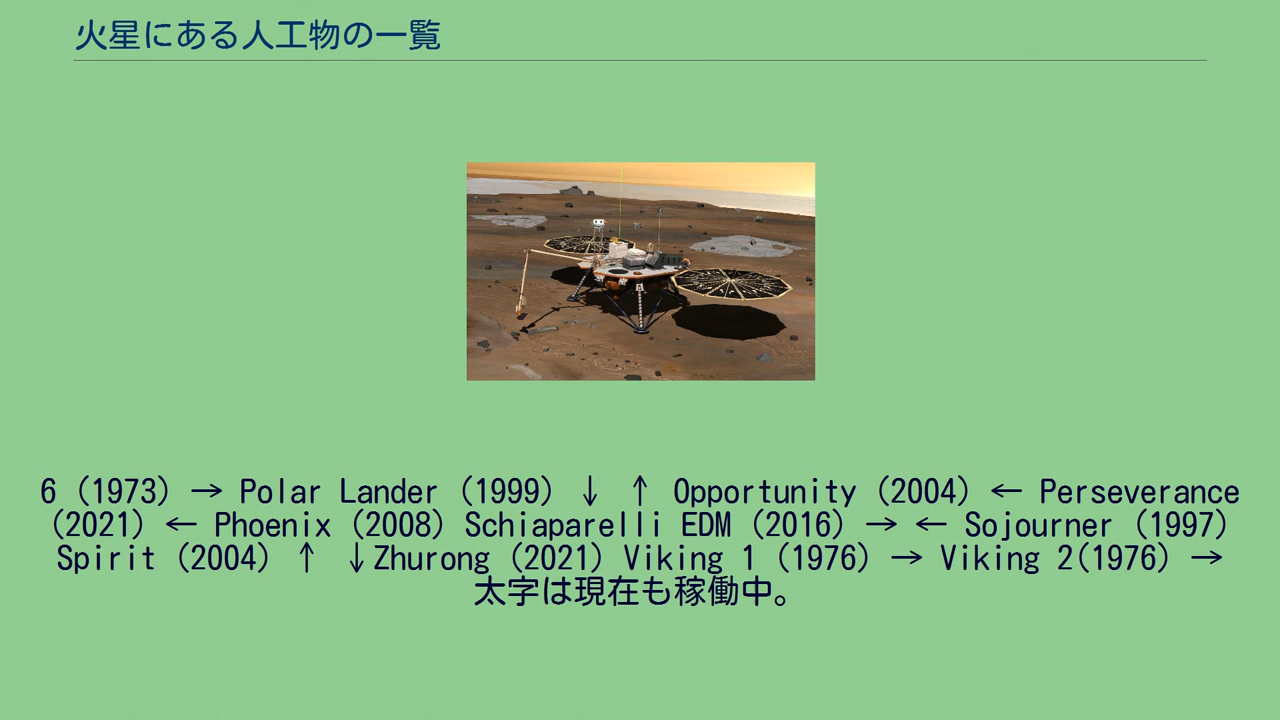 火星にある人工物の一覧
6 (1973) → Polar Lander (1999) ↓ ↑ Opportunity (2004) ← Perseverance
(2021) ← Phoenix (2008) Schiaparelli EDM (2016) → ← Sojourner (1997)
Spirit (2004) ↑ ↓Zhurong (2021) Viking 1 (1976) → Viking 2(1976) →
太字は現在も稼働中。